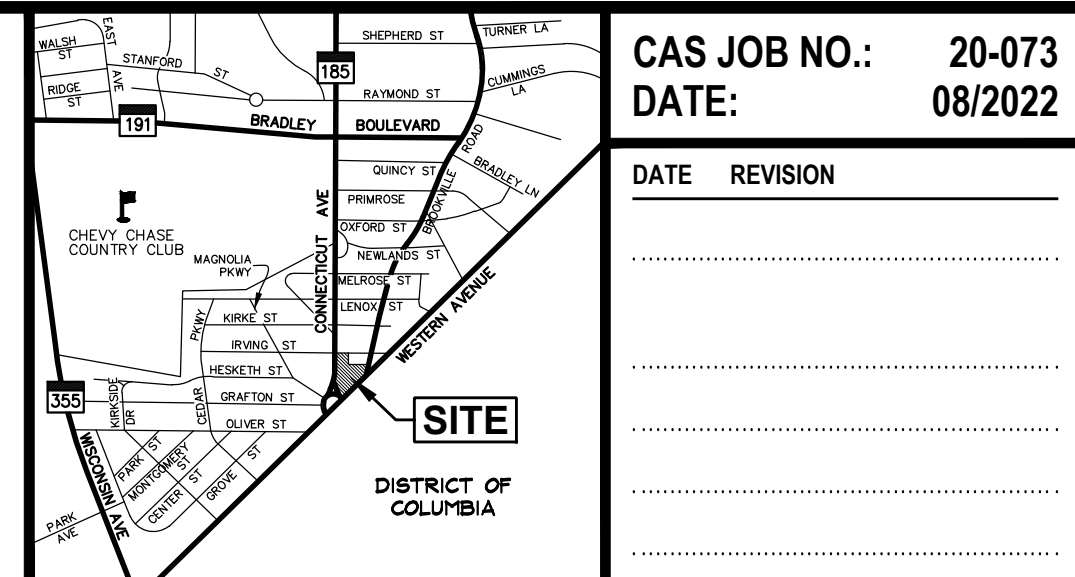 WALSH
ST
EAST
AVE
STANFORD
ST
RIDGE
ST
185
SHEPHERD ST
TURNER LA
CUMMINGS
LA
RAYMOND ST
191
BRADLEY
BOULEVARD
BROOKVILLE
ROAD
QUINCY ST
BRADLEY LN
PRIMROSE
OXFORD ST
CHEVY CHASE
COUNTRY CLUB
MAGNOLIA
PKWY
CONNECTICUT
AVE
NEWLANDS ST
MELROSE ST
LENOX ST
KIRKE ST
WESTERN AVENUE
IRVING ST
HESKETH ST
355
KIRKSIDE
DR
CEDAR
PKWY
GRAFTON ST
OLIVER ST
SITE
WISCONSIN AVE
PARK ST
MONTGOMERY
ST
CENTER ST
GROVE ST
PARK
AVE
DISTRICT OF
COLUMBIA
CAS JOB NO.: 20-073
DATE: 08/2022
DATE REVISION